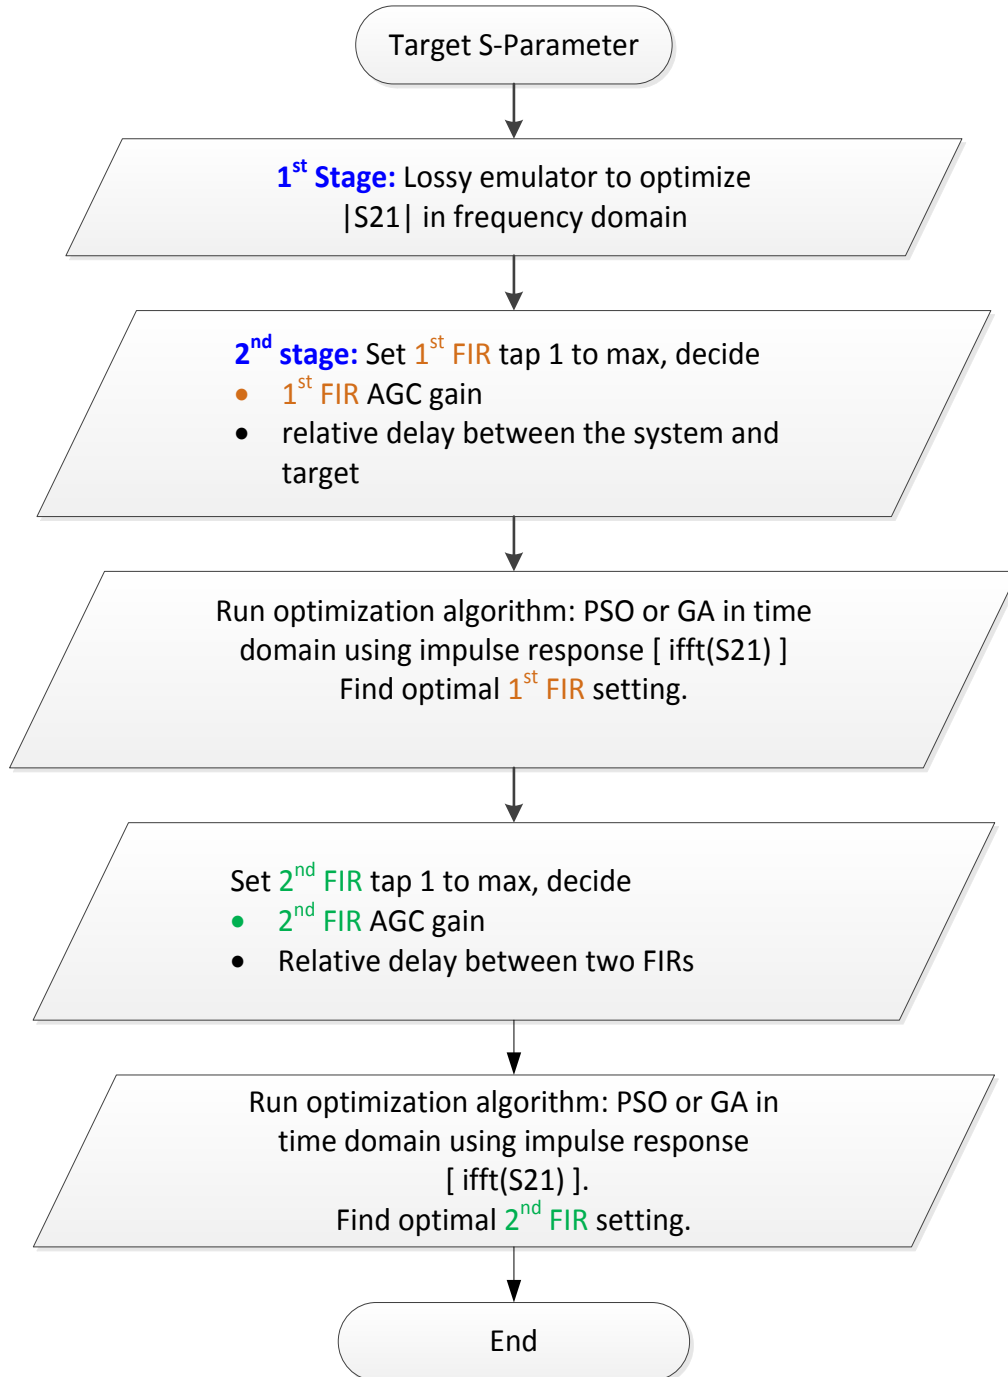 Target S-Parameter
1st Stage: Lossy emulator to optimize
|S21| in frequency domain
2nd stage: Set 1st FIR tap 1 to max, decide
• 1st FIR AGC gain
• relative delay between the system and
target
Run optimization algorithm: PSO or GA in time
domain using impulse response [ ifft(S21) ]
Find optimal 1st FIR setting.
Set 2nd FIR tap 1 to max, decide
• 2nd FIR AGC gain
• Relative delay between two FIRs
Run optimization algorithm: PSO or GA in
time domain using impulse response
[ ifft(S21) ].
Find optimal 2nd FIR setting.
End